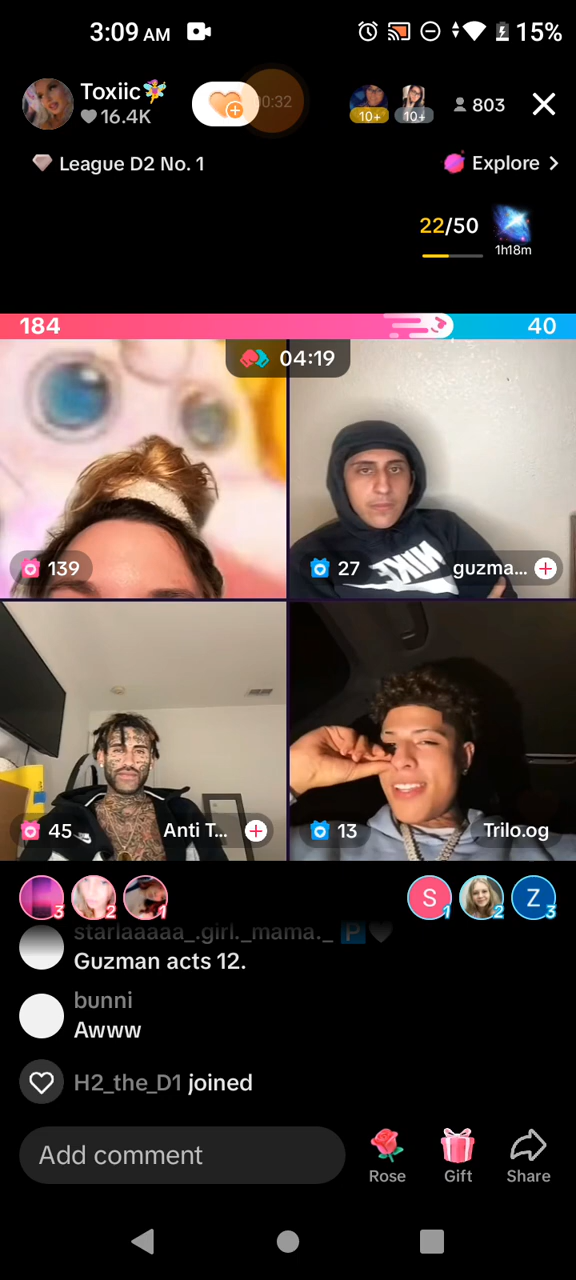 3:09 AM
15%
Toxiic
16.4K
0:32
10+
10+
803
League D2 No. 1
Explore >
22/50
1h18m
184
40
04:19
139
27
guzma...
NIKE
45
Anti T...
13
Trilo.og
3
2
1
S
1
2
Z
3
starlaaaaa_.girl._mama._ P
Guzman acts 12.
bunni
Awww
H2_the_D1 joined
Add comment
Rose
Gift
Share